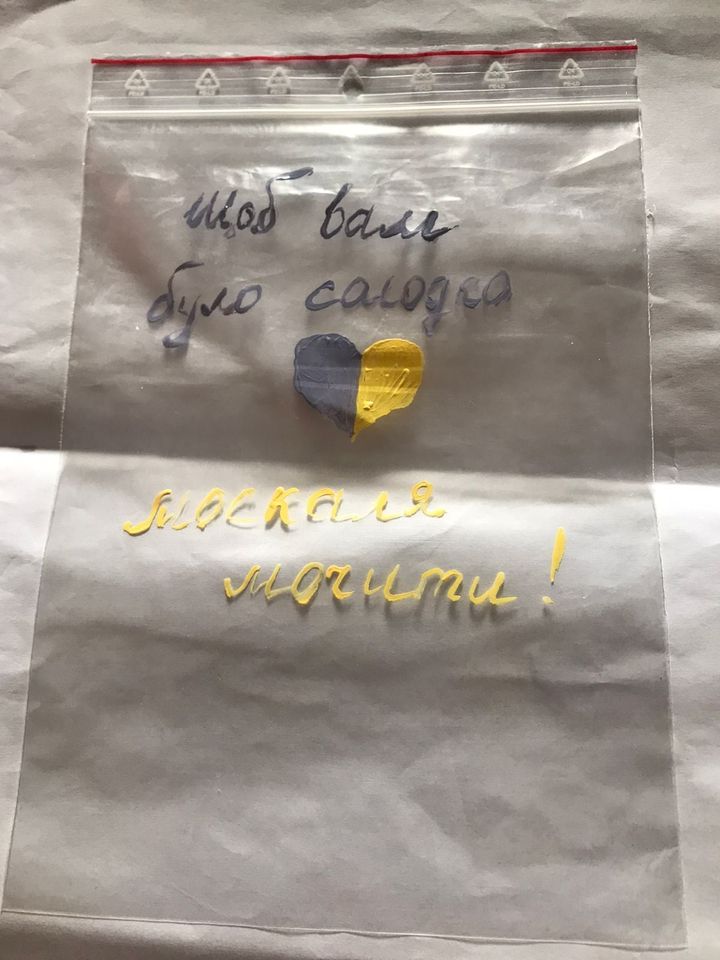 щоб вам
було солодко
москаля
мочити!